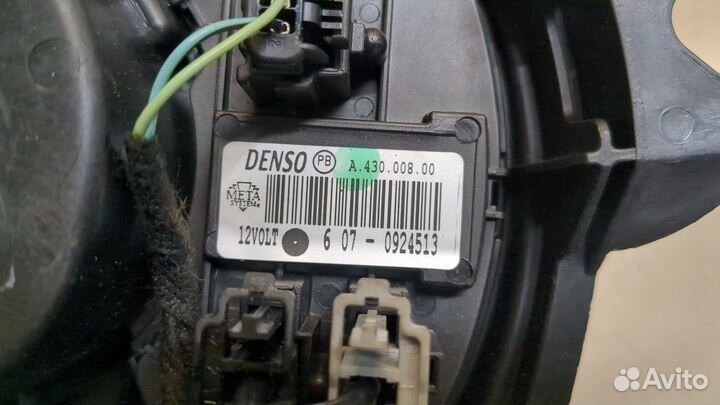 DENSO PB A.430.008.00
META
SYSTEM
12VOLT 6 07 - 0924513
Avito